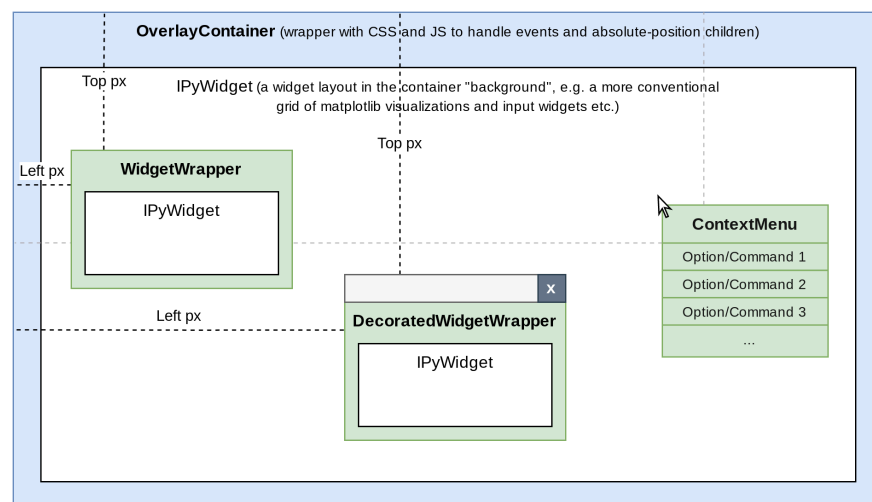 OverlayContainer (wrapper with CSS and JS to handle events and absolute-position children)
Top px
IPyWidget (a widget layout in the container "background", e.g. a more conventional
grid of matplotlib visualizations and input widgets etc.)
Top px
Left px
WidgetWrapper
IPyWidget
ContextMenu
Option/Command 1
Option/Command 2
Option/Command 3
...
x
Left px
DecoratedWidgetWrapper
IPyWidget